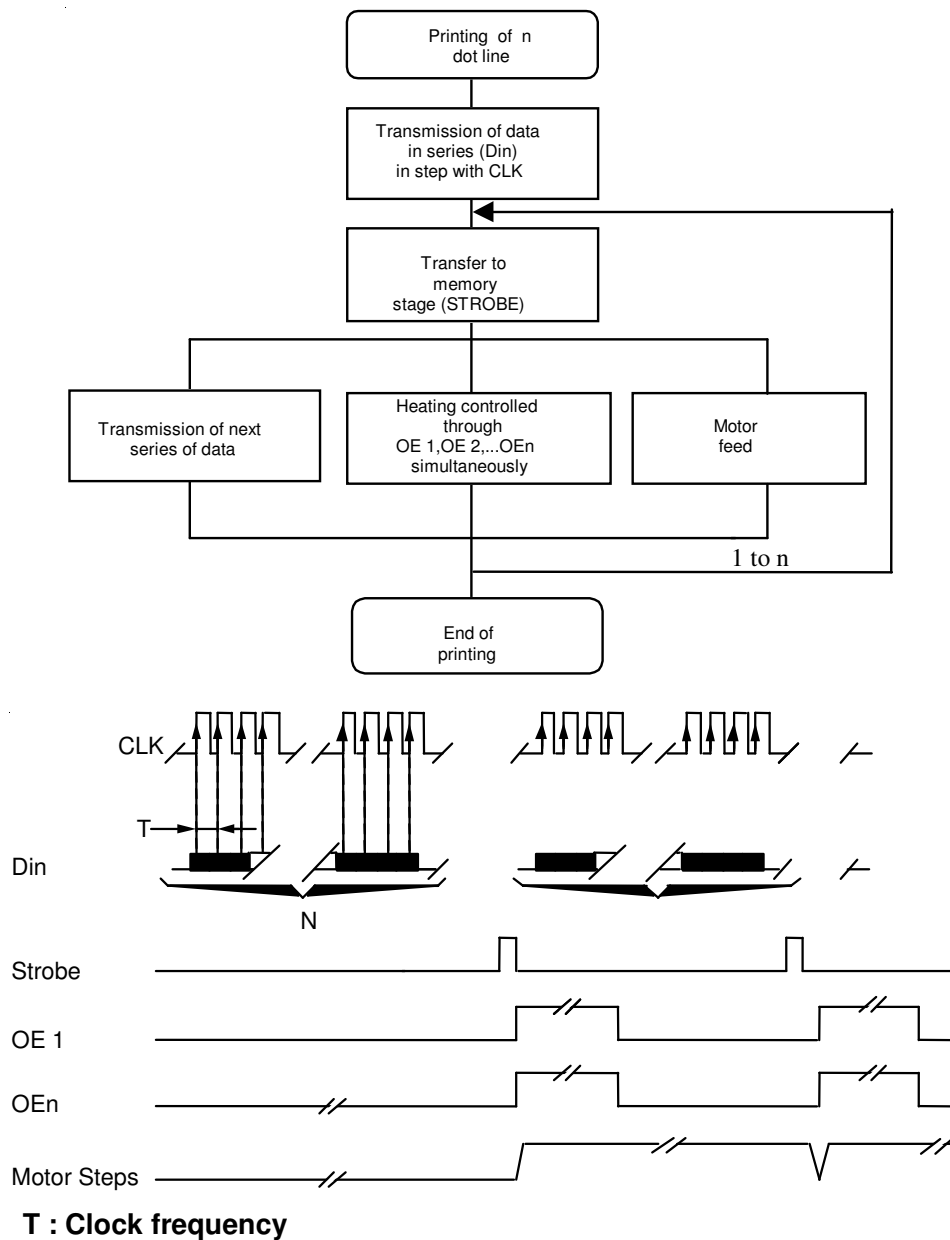 Printing of n
dot line
Transmission of data
in series (Din)
in step with CLK
Transfer to
memory
stage (STROBE)
Transmission of next
series of data
Heating controlled
through
OE 1,OE 2,...OEn
simultaneously
Motor
feed
1 to n
End of
printing
CLK
T
Din
N
Strobe
OE 1
OEn
Motor Steps
T : Clock frequency